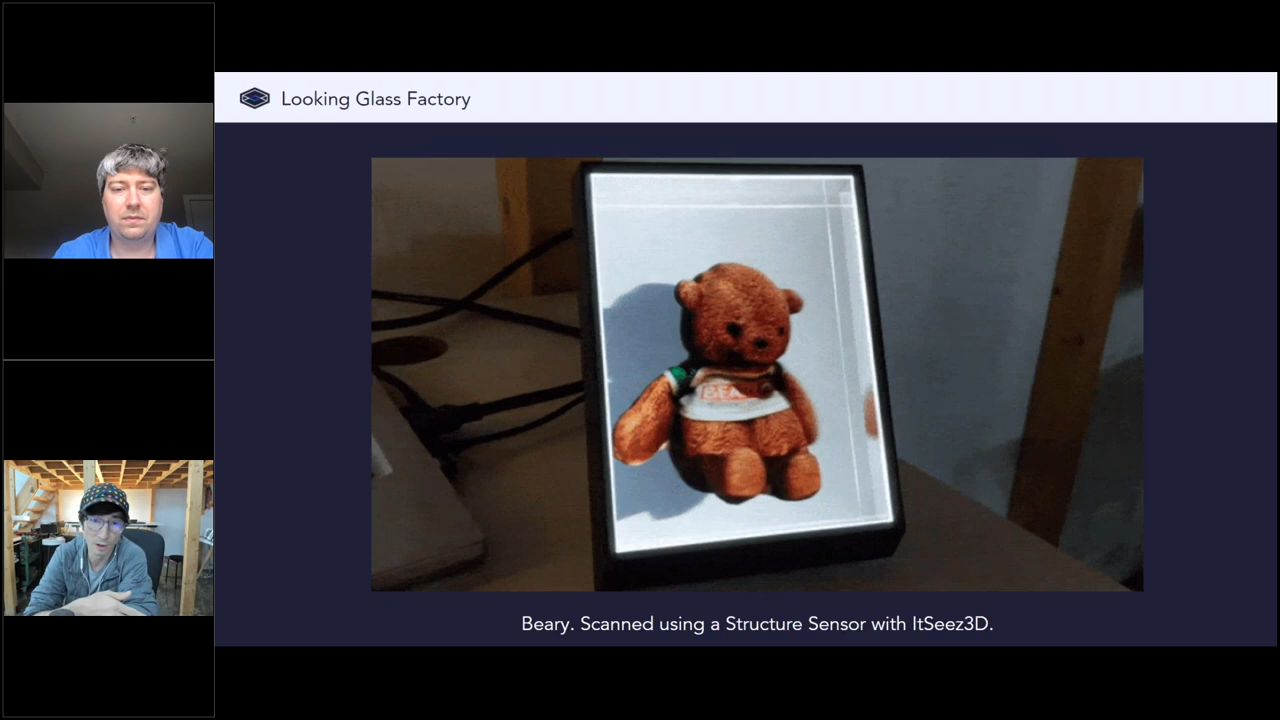 Looking Glass Factory
Beary. Scanned using a Structure Sensor with ItSeez3D.